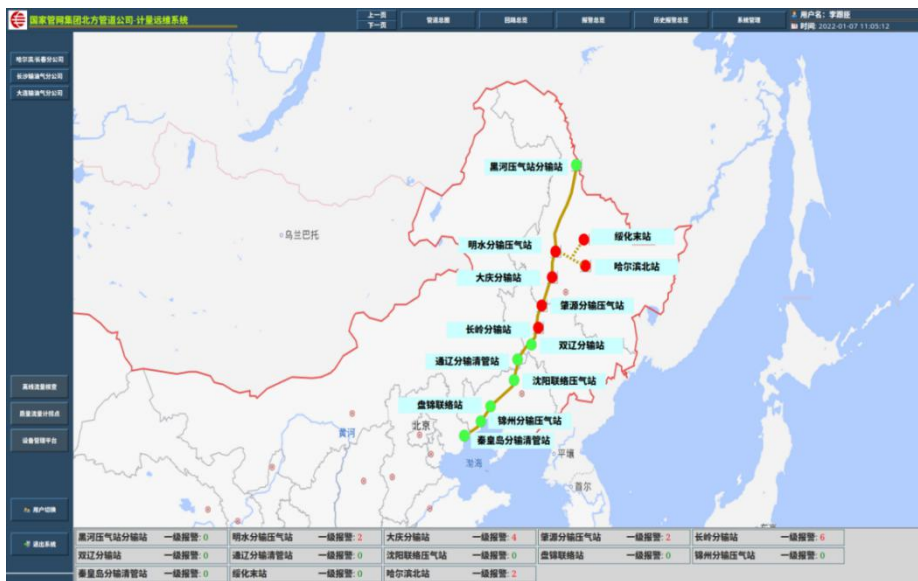 国家管网集团北方管道公司-计量远维系统
上一页
下一页
管道总图
回路总览
报警总览
历史报警总览
系统管理
用户名：李跟臣
时间: 2022-01-07 11:05:12
哈尔滨/长春分公司
长沙输油气分公司
大连输油气分公司
离线流量核查
质量流量计组点
设备管理平台
用户切换
退出系统
黑河压气站分输站
乌兰巴托
绥化末站
明水分输压气站
哈尔滨北站
大庆分输站
肇源分输压气站
长岭分输站
双辽分输站
通辽分输清管站
沈阳联络压气站
盘锦联络站
北京
黄河
锦州分输压气站
秦皇岛分输清管站
平壤
渤海
首尔
黑河压气站分输站 一级报警: 0 明水分输压气站 一级报警: 2 大庆分输站 一级报警: 4 肇源分输压气站 一级报警: 2 长岭分输站 一级报警: 6
双辽分输站 一级报警: 0 通辽分输清管站 一级报警: 0 沈阳联络压气站 一级报警: 0 盘锦联络站 一级报警: 0 锦州分输压气站 一级报警: 0
秦皇岛分输清管站 一级报警: 0 绥化末站 一级报警: 0 哈尔滨北站 一级报警: 2